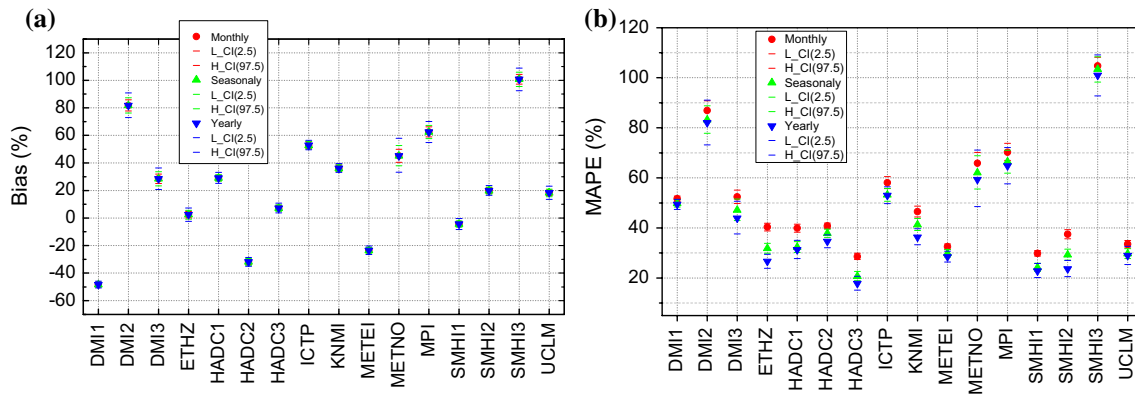 (a)
Bias (%)
120
100
80
60
40
20
0
-20
-40
-60
Monthly
L_CI(2.5)
H_CI(97.5)
Seasonaly
L_CI(2.5)
H_CI(97.5)
Yearly
L_CI(2.5)
H_CI(97.5)
DMI1
DMI2
DMI3
ETHZ
HADC1
HADC2
HADC3
ICTP
KNMI
METEI
METNO
MPI
SMHI1
SMHI2
SMHI3
UCLM
(b)
MAPE (%)
120
100
80
60
40
20
Monthly
L_CI(2.5)
H_CI(97.5)
Seasonaly
L_CI(2.5)
H_CI(97.5)
Yearly
L_CI(2.5)
H_CI(97.5)
DMI1
DMI2
DMI3
ETHZ
HADC1
HADC2
HADC3
ICTP
KNMI
METEI
METNO
MPI
SMHI1
SMHI2
SMHI3
UCLM